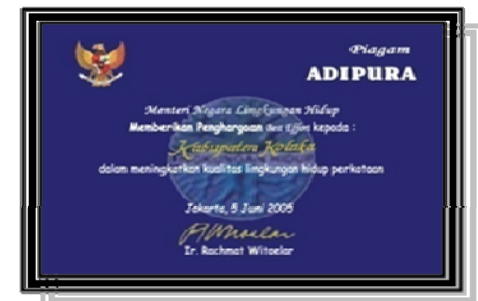 Piagam
ADIPURA
Menteri Negara Lingkungan Hidup
Memberikan Penghargaan Best Effort kepada :
Kabupaten Kolaka
dalam meningkatkan kualitas lingkungan hidup perkotaan
Jakarta, 5 Juni 2005
Ir. Rachmat Witoelar